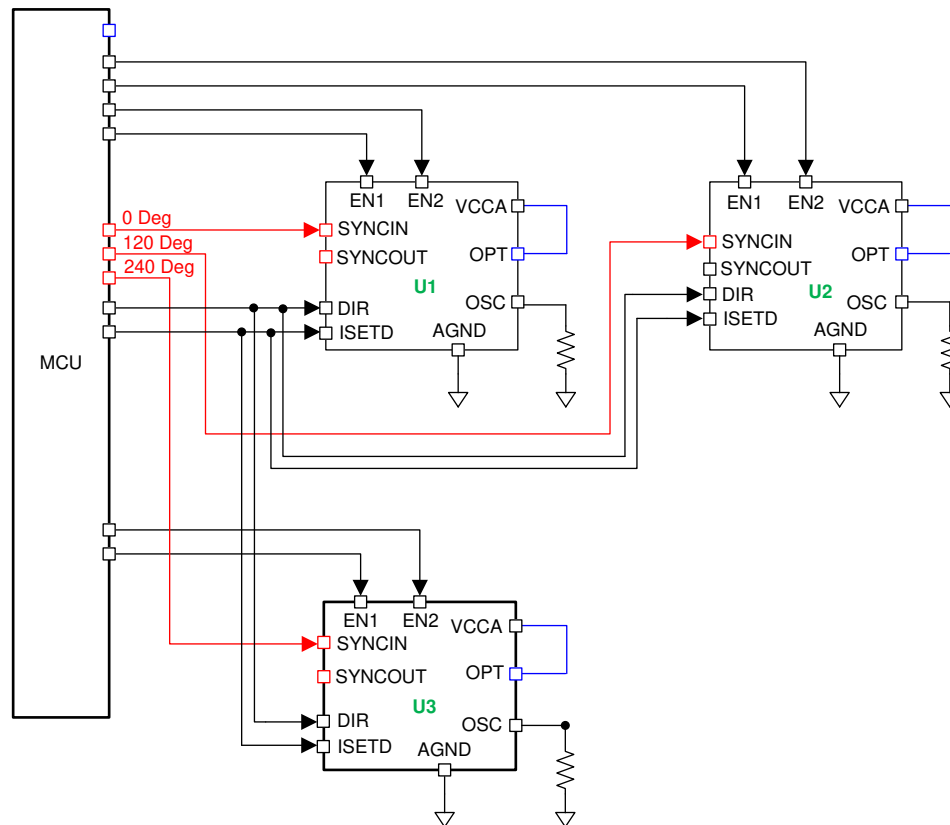 EN1
EN2
VCCA
SYNCIN
SYNCOUT
OPT
U1
OSC
DIR
ISETD
AGND
EN1
EN2
VCCA
SYNCIN
SYNCOUT
OPT
U2
OSC
DIR
ISETD
AGND
0 Deg
120 Deg
240 Deg
MCU
EN1
EN2
VCCA
SYNCIN
SYNCOUT
OPT
U3
OSC
DIR
ISETD
AGND